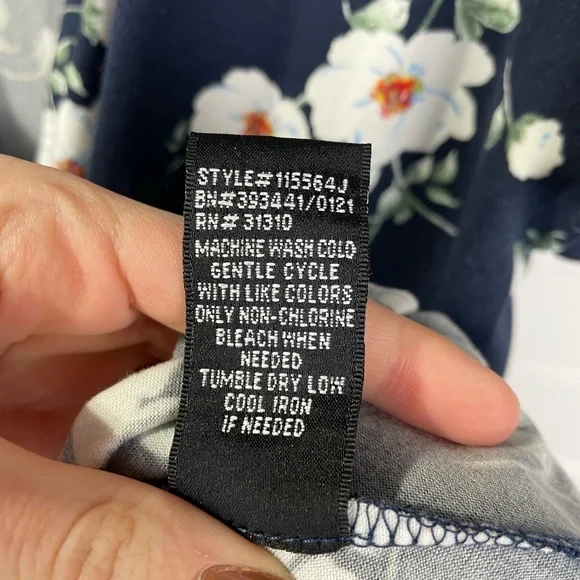 STYLE# 115564J
BN# 393441/0121
RN# 31310
MACHINE WASH COLD
GENTLE CYCLE
WITH LIKE COLORS
ONLY NON-CHLORINE
BLEACH WHEN
NEEDED
TUMBLE DRY LOW
COOL IRON
IF NEEDED